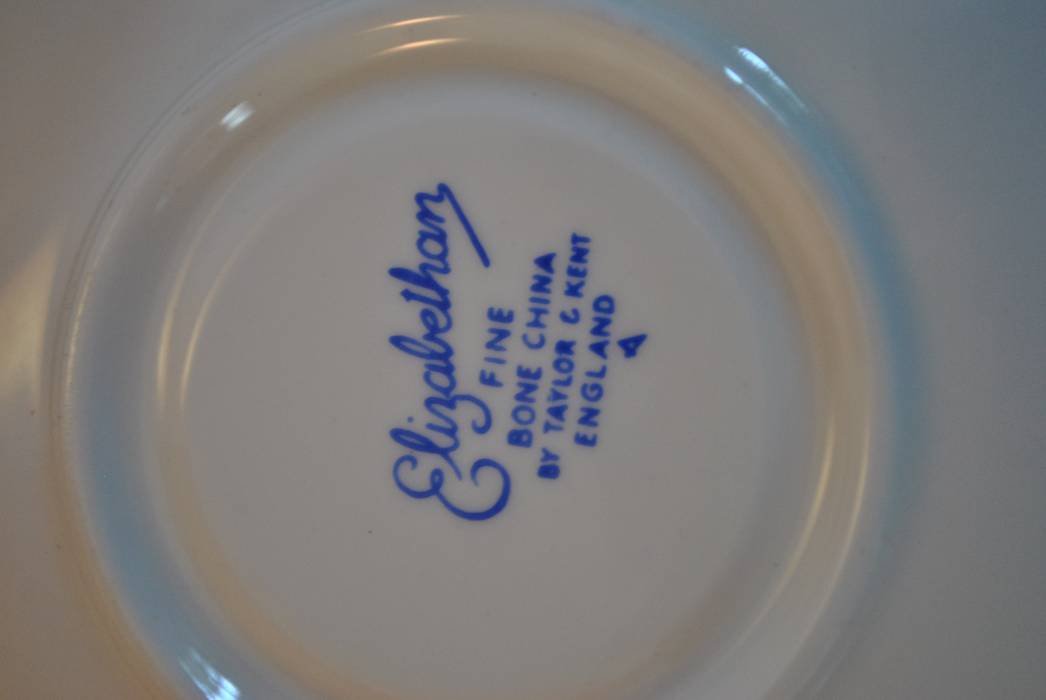 Elizabethan
FINE
BONE CHINA
BY TAYLOR & KENT
ENGLAND
A